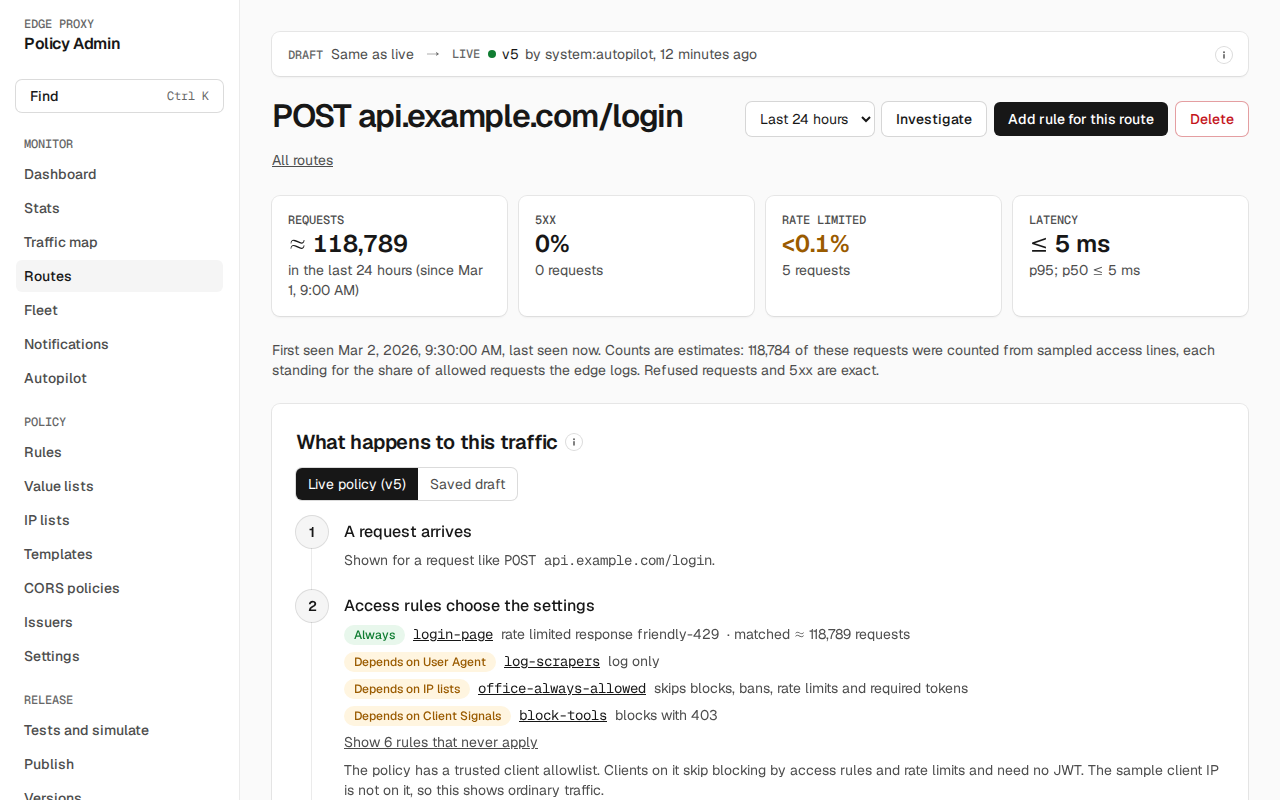 EDGE PROXY
Policy Admin
Find Ctrl K
MONITOR
Dashboard
Stats
Traffic map
Routes
Fleet
Notifications
Autopilot
POLICY
Rules
Value lists
IP lists
Templates
CORS policies
Issuers
Settings
RELEASE
Tests and simulate
Publish
Versions
DRAFT Same as live → LIVE v5 by system:autopilot, 12 minutes ago
POST api.example.com/login
Last 24 hours Investigate Add rule for this route Delete
All routes
REQUESTS
≈ 118,789
in the last 24 hours (since Mar
1, 9:00 AM)
5XX
0%
0 requests
RATE LIMITED
<0.1%
5 requests
LATENCY
≤ 5 ms
p95; p50 ≤ 5 ms
First seen Mar 2, 2026, 9:30:00 AM, last seen now. Counts are estimates: 118,784 of these requests were counted from sampled access lines, each
standing for the share of allowed requests the edge logs. Refused requests and 5xx are exact.
What happens to this traffic
Live policy (v5) Saved draft
1 A request arrives
Shown for a request like POST api.example.com/login.
2 Access rules choose the settings
Always login-page rate limited response friendly-429 · matched ≈ 118,789 requests
Depends on User Agent log-scrapers log only
Depends on IP lists office-always-allowed skips blocks, bans, rate limits and required tokens
Depends on Client Signals block-tools blocks with 403
Show 6 rules that never apply
The policy has a trusted client allowlist. Clients on it skip blocking by access rules and rate limits and need no JWT. The sample client IP
is not on it, so this shows ordinary traffic.